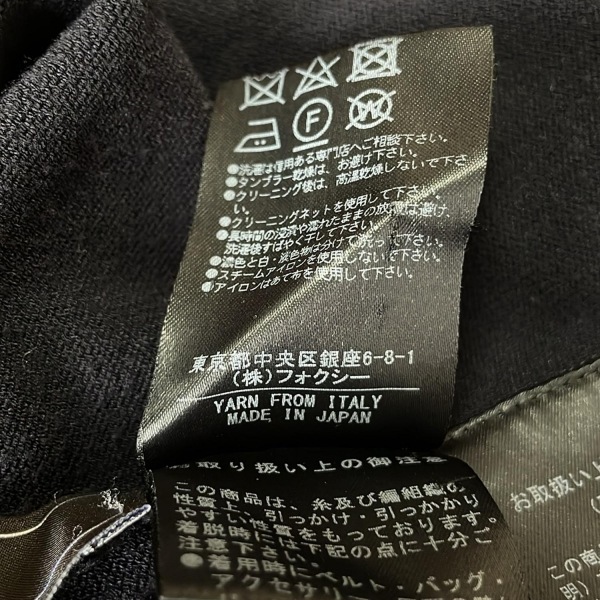 F
W
●洗濯は信用ある専門店へご相談下さい。
●タンブラー乾燥は、お避け下さい。
●クリーニング後は、高温乾燥しないで下さい。
●クリーニングネットを使用して下さい。
●長時間の浸漬や濡れたままの放置は避け、
洗濯後すばやく干して下さい。
●濃色と白・淡色物は分けて洗って下さい。
●スチームアイロンを使用しないで下さい。
●アイロンはあて布を使用して下さい。
東京都中央区銀座6-8-1
(株)フォクシー
YARN FROM ITALY
MADE IN JAPAN
お取り扱い上の御注意
この商品は、糸及び編組織の
性質上、引っかけ・引っかかり
やすい性質をもっております。
着脱時には下記の点に十分ご
注意下さい。
●着用時にベルト・バッグ・
アクセサリー
お取扱い上
この商
明)